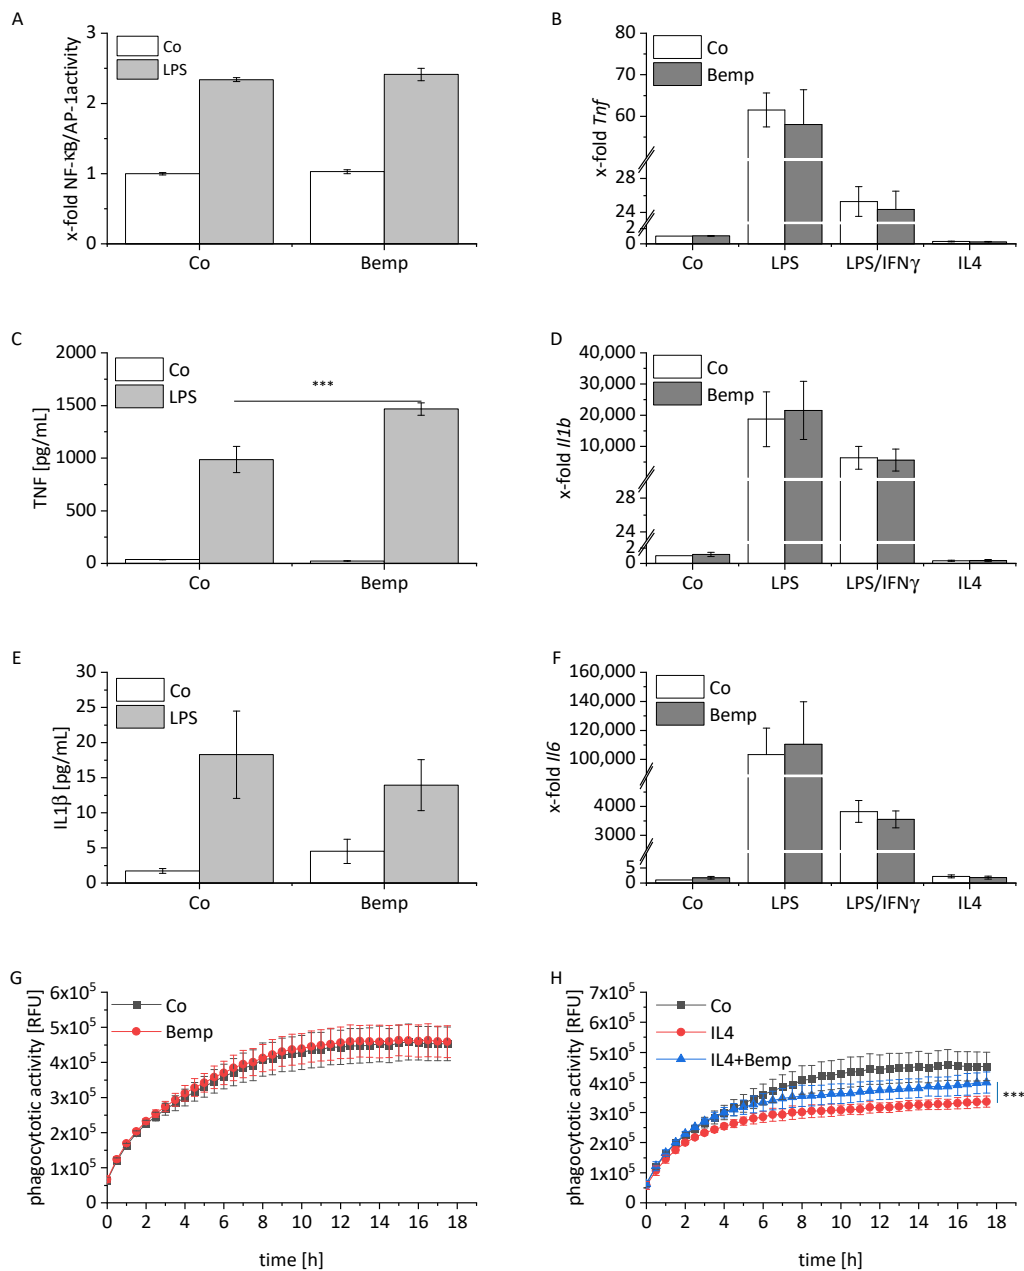 A
x-fold NF-κB/AP-1activity
3
2
1
0
Co
LPS
Co
Bemp
B
x-fold Tnf
80
70
60
28
24
2
0
Co
Bemp
Co
LPS
LPS/IFNγ
IL4
C
TNF [pg/mL]
2000
1500
1000
500
0
Co
LPS
***
Co
Bemp
D
x-fold Il1b
40,000
30,000
20,000
10,000
28
24
2
0
Co
Bemp
Co
LPS
LPS/IFNγ
IL4
E
IL1β [pg/mL]
30
25
20
15
10
5
0
Co
LPS
Co
Bemp
F
x-fold Il6
160,000
140,000
120,000
100,000
4000
3000
5
0
Co
Bemp
Co
LPS
LPS/IFNγ
IL4
G
phagocytotic activity [RFU]
6x10⁵
5x10⁵
4x10⁵
3x10⁵
2x10⁵
1x10⁵
0
Co
Bemp
0 2 4 6 8 10 12 14 16 18
time [h]
H
phagocytotic activity [RFU]
7x10⁵
6x10⁵
5x10⁵
4x10⁵
3x10⁵
2x10⁵
1x10⁵
0
Co
IL4
IL4+Bemp
***
0 2 4 6 8 10 12 14 16 18
time [h]